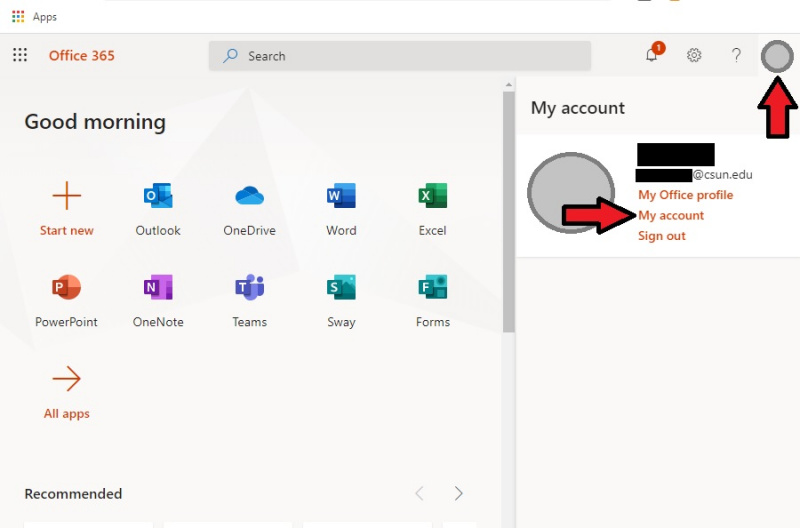 Apps
Office 365
Search
1
?
Good morning
Start new
Outlook
OneDrive
Word
Excel
PowerPoint
OneNote
Teams
Sway
Forms
All apps
Recommended
My account
@csun.edu
My Office profile
My account
Sign out